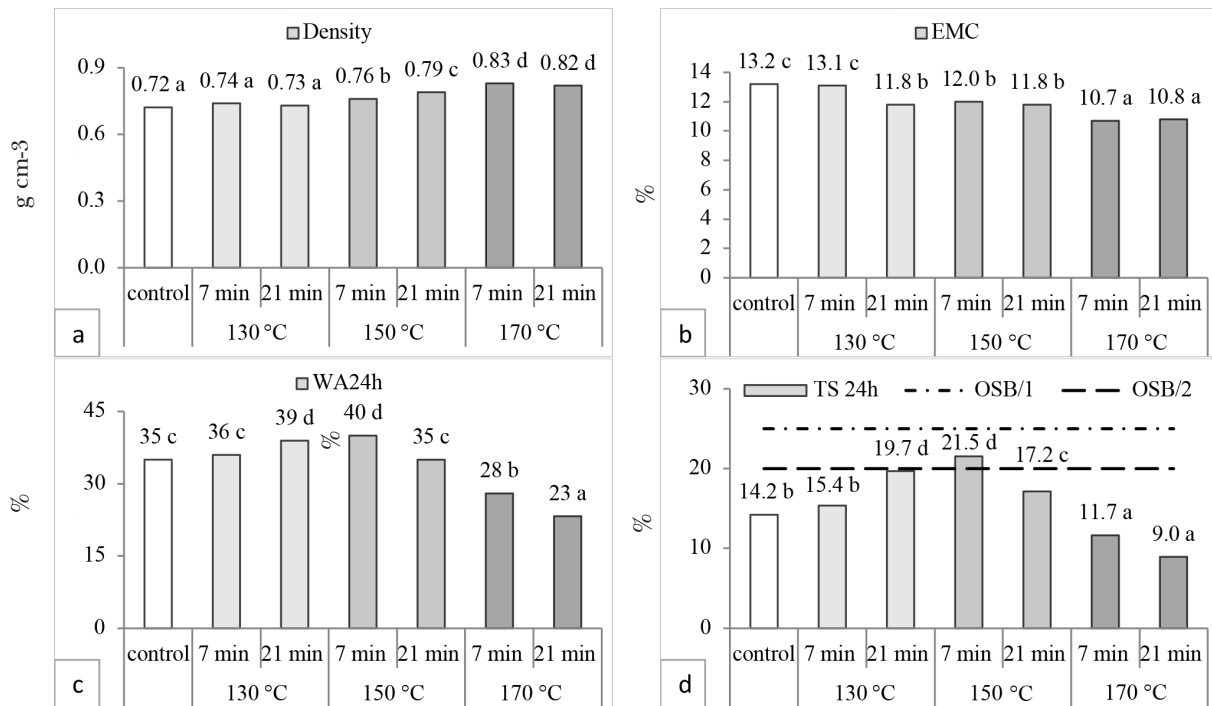 Density
g cm-3
0.9
0.6
0.3
0.0
0.72 a 0.74 a 0.73 a 0.76 b 0.79 c 0.83 d 0.82 d
control 7 min 21 min 7 min 21 min 7 min 21 min
130 °C 150 °C 170 °C
a
EMC
%
14
12
10
8
6
4
2
0
13.2 c 13.1 c 11.8 b 12.0 b 11.8 b 10.7 a 10.8 a
control 7 min 21 min 7 min 21 min 7 min 21 min
130 °C 150 °C 170 °C
b
WA24h
%
45
30
15
0
35 c 36 c 39 d 40 d 35 c 28 b 23 a
%
control 7 min 21 min 7 min 21 min 7 min 21 min
130 °C 150 °C 170 °C
c
TS 24h OSB/1 OSB/2
%
30
20
10
0
14.2 b 15.4 b 19.7 d 21.5 d 17.2 c 11.7 a 9.0 a
control 7 min 21 min 7 min 21 min 7 min 21 min
130 °C 150 °C 170 °C
d